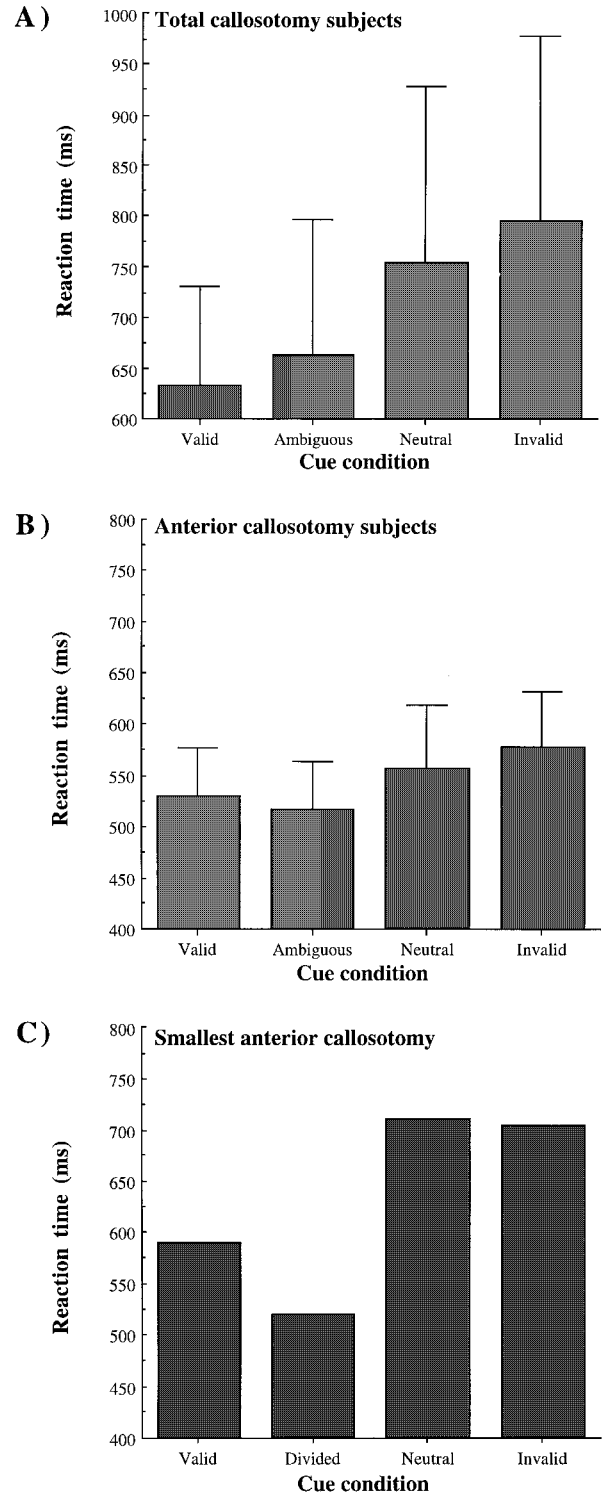 A)
Total callosotomy subjects
1000
950
900
850
800
750
700
650
600
Reaction time (ms)
Valid Ambiguous Neutral Invalid
Cue condition
B)
Anterior callosotomy subjects
800
750
700
650
600
550
500
450
400
Reaction time (ms)
Valid Ambiguous Neutral Invalid
Cue condition
C)
Smallest anterior callosotomy
800
750
700
650
600
550
500
450
400
Reaction time (ms)
Valid Divided Neutral Invalid
Cue condition